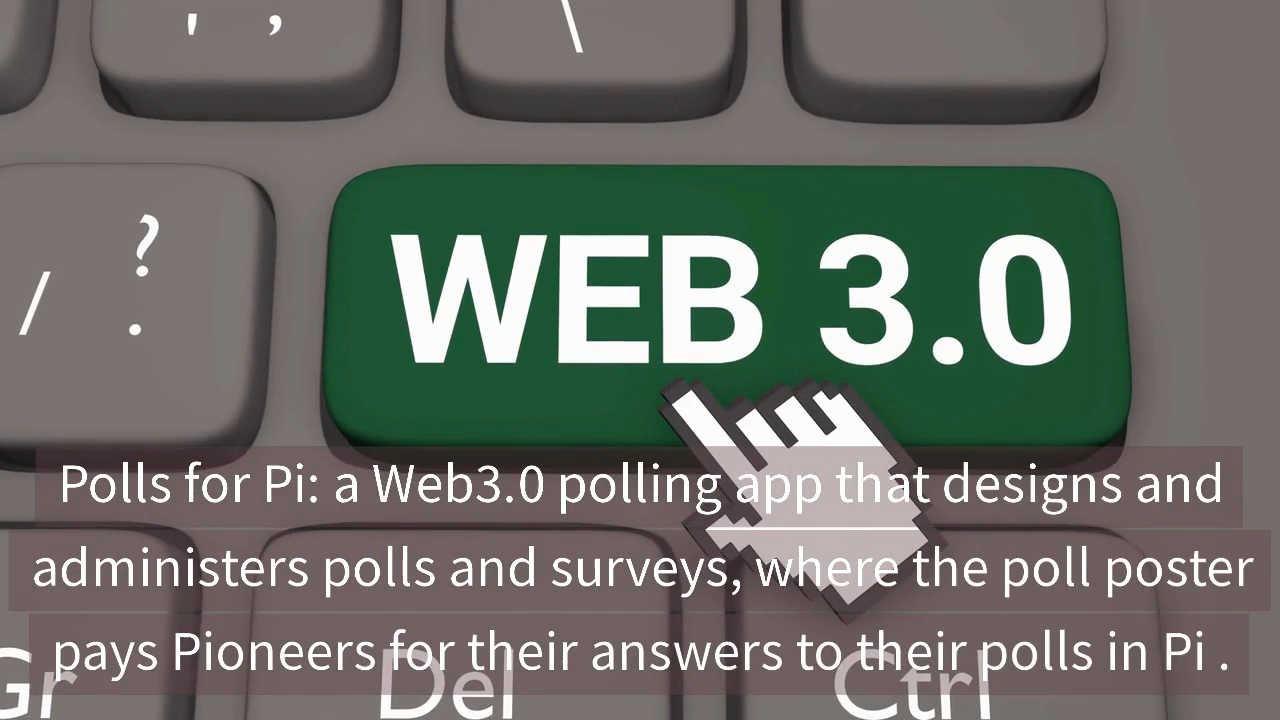 ' ,
\
?
/ .
WEB 3.0
Polls for Pi: a Web3.0 polling app that designs and
administers polls and surveys, where the poll poster
pays Pioneers for their answers to their polls in Pi .
Gr Del Ctrl